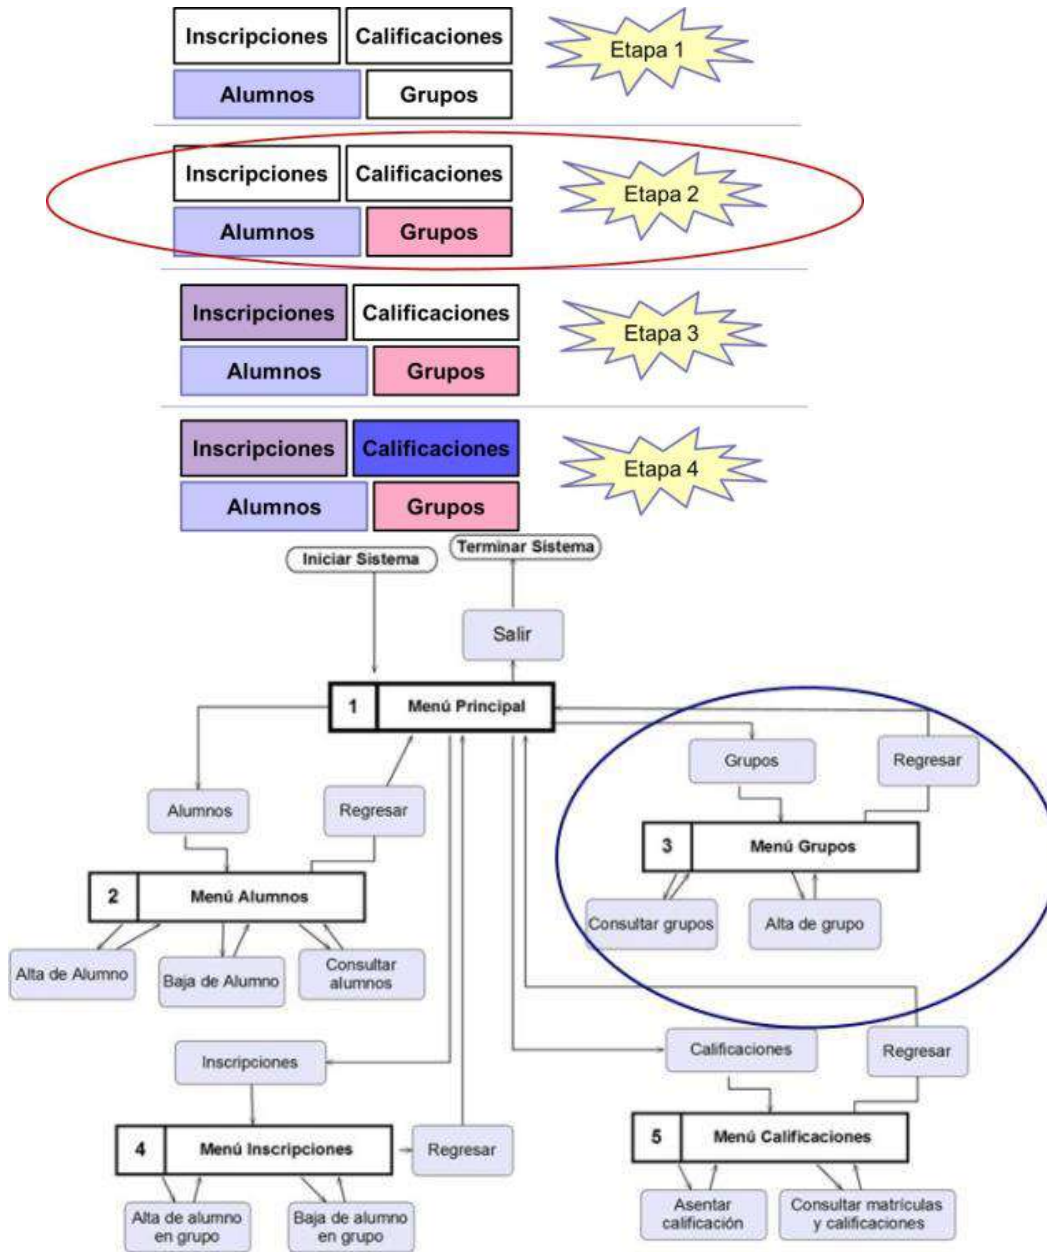 Inscripciones Calificaciones Etapa 1
Alumnos Grupos
Inscripciones Calificaciones Etapa 2
Alumnos Grupos
Inscripciones Calificaciones Etapa 3
Alumnos Grupos
Inscripciones Calificaciones Etapa 4
Alumnos Grupos
Iniciar Sistema
Terminar Sistema
Salir
1 Menú Principal
Grupos
Regresar
Alumnos
Regresar
3 Menú Grupos
2 Menú Alumnos
Consultar grupos
Alta de grupo
Alta de Alumno
Baja de Alumno
Consultar
alumnos
Inscripciones
Calificaciones
Regresar
4 Menú Inscripciones
Regresar
5 Menú Calificaciones
Alta de alumno
en grupo
Baja de alumno
en grupo
Asentar
calificación
Consultar matrículas
y calificaciones